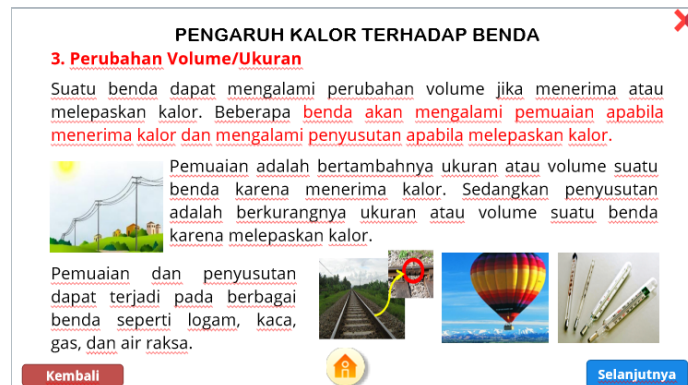 PENGARUH KALOR TERHADAP BENDA
3. Perubahan Volume/Ukuran
Suatu benda dapat mengalami perubahan volume jika menerima atau
melepaskan kalor. Beberapa benda akan mengalami pemuaian apabila
menerima kalor dan mengalami penyusutan apabila melepaskan kalor.
Pemuaian adalah bertambahnya ukuran atau volume suatu
benda karena menerima kalor. Sedangkan penyusutan
adalah berkurangnya ukuran atau volume suatu benda
karena melepaskan kalor.
Pemuaian dan penyusutan
dapat terjadi pada berbagai
benda seperti logam, kaca,
gas, dan air raksa.
Kembali
Selanjutnya